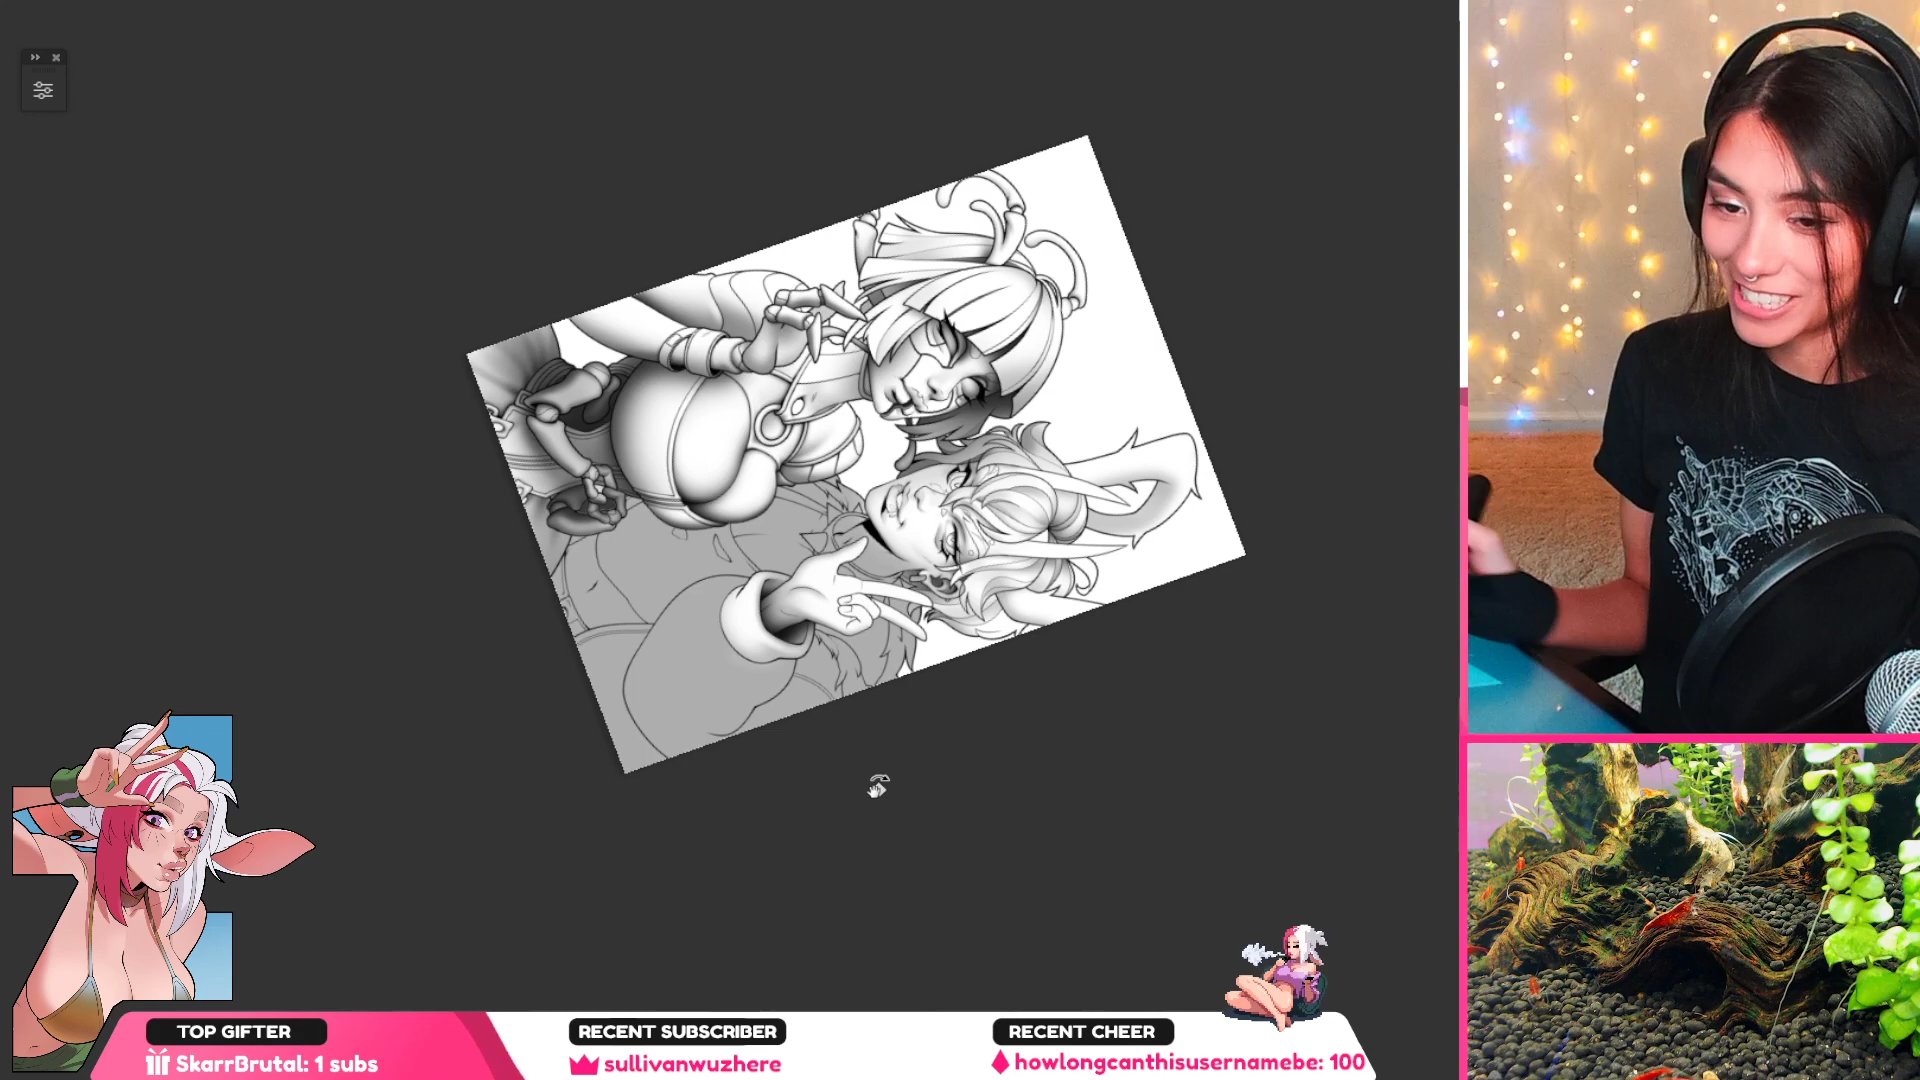 TOP GIFTER
SkarrBrutal: 1 subs
RECENT SUBSCRIBER
sullivanwuzhere
RECENT CHEER
howlongcanthisusernamebe: 100